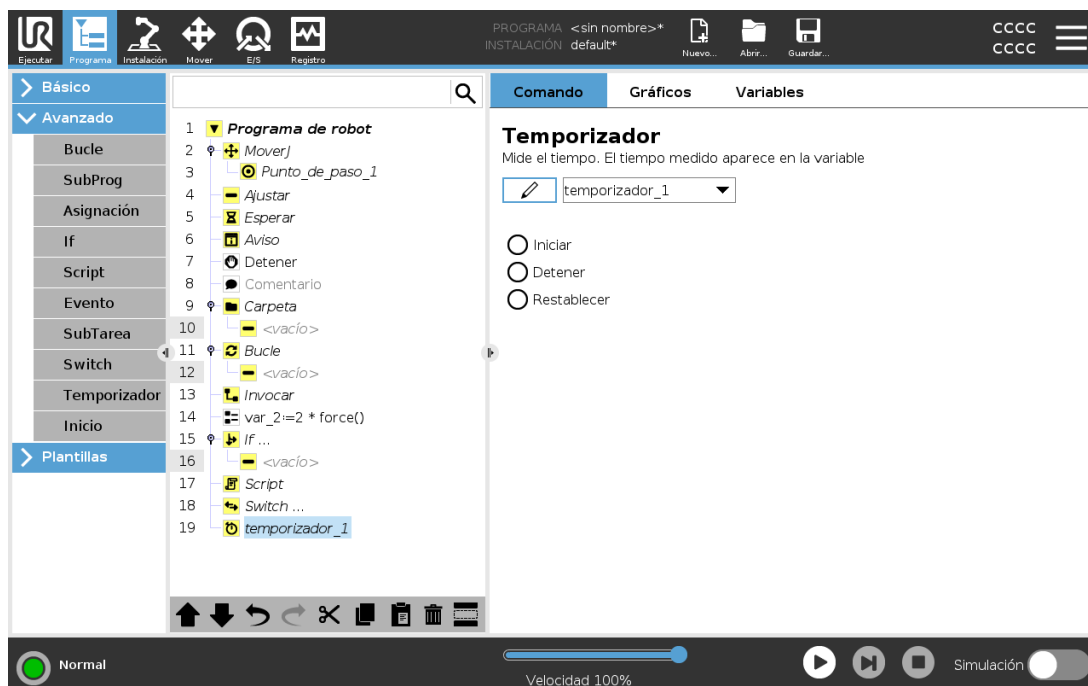 PROGRAMA <sin nombre>*
INSTALACIÓN default*
CCCC
CCCC
Ejecutar Programa Instalación Mover E/S Registro Nuevo... Abrir... Guardar...
Básico
Avanzado
Bucle
SubProg
Asignación
If
Script
Evento
SubTarea
Switch
Temporizador
Inicio
Plantillas
1 Programa de robot
2 MoverJ
3 Punto_de_paso_1
4 Ajustar
5 Esperar
6 Aviso
7 Detener
8 Comentario
9 Carpeta
10 <vacío>
11 Bucle
12 <vacío>
13 Invocar
14 var_2:=2 * force()
15 If ...
16 <vacío>
17 Script
18 Switch ...
19 temporizador_1
Comando Gráficos Variables
Temporizador
Mide el tiempo. El tiempo medido aparece en la variable
temporizador_1
Iniciar
Detener
Restablecer
Normal
Velocidad 100%
Simulación